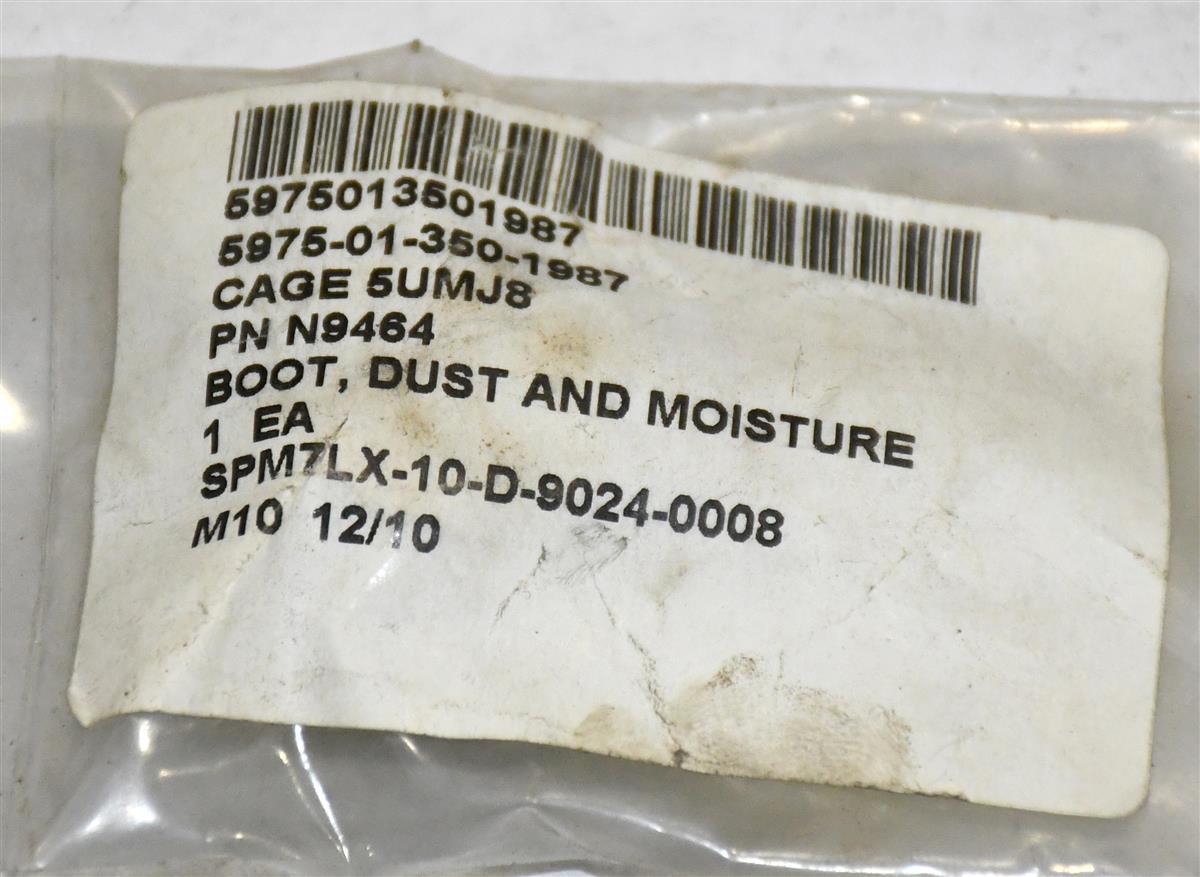 5975013501987
5975-01-350-1987
CAGE 5UMJ8
PN N9464
BOOT, DUST AND MOISTURE
1 EA
SPM7LX-10-D-9024-0008
M10 12/10